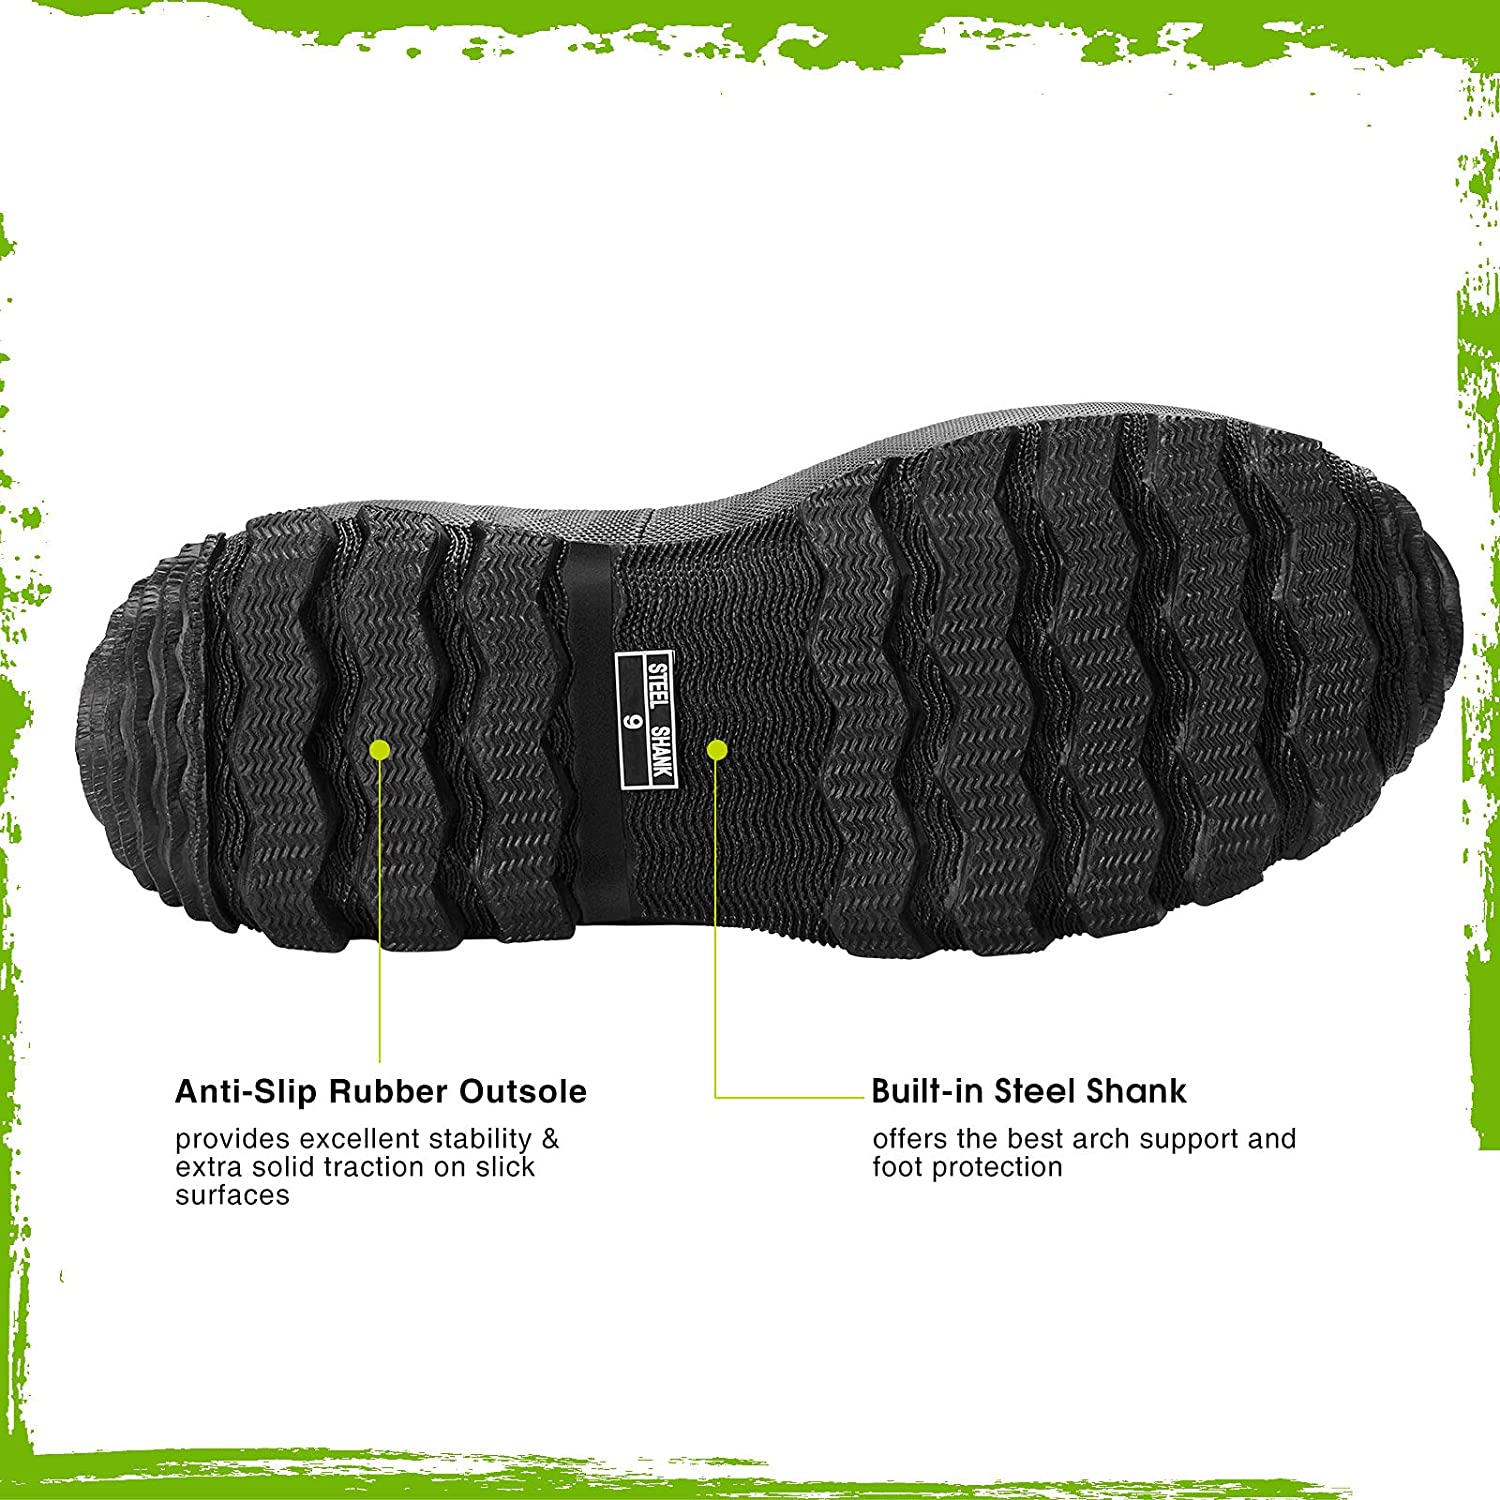 STEEL SHANK
9
Anti-Slip Rubber Outsole
provides excellent stability &
extra solid traction on slick
surfaces
Built-in Steel Shank
offers the best arch support and
foot protection